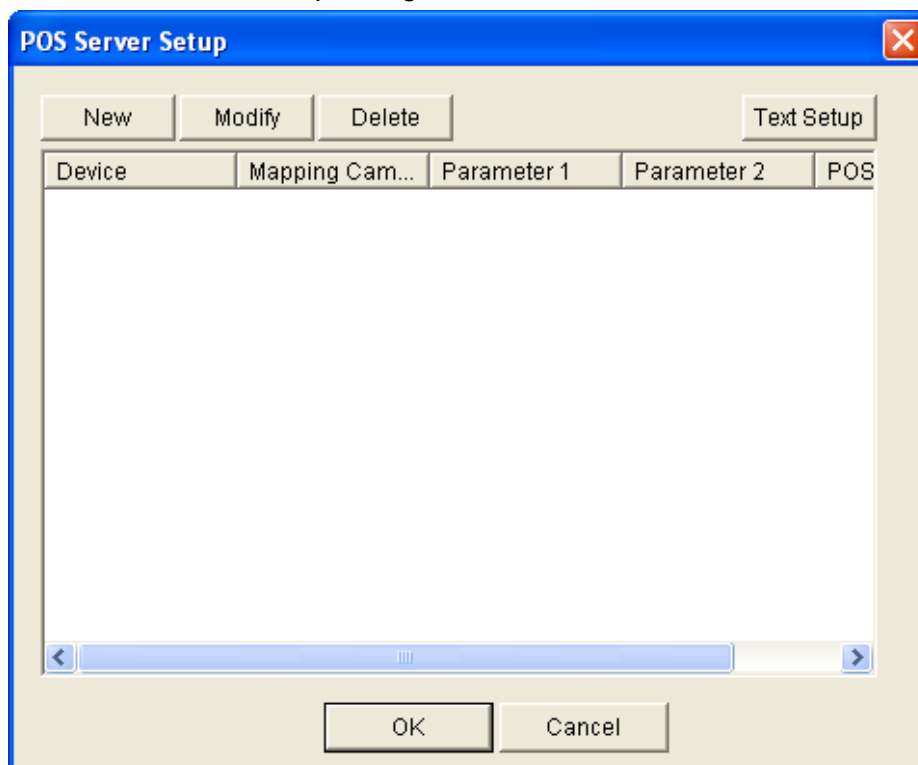 POS Server Setup
New Modify Delete Text Setup
Device Mapping Cam... Parameter 1 Parameter 2 POS
OK Cancel